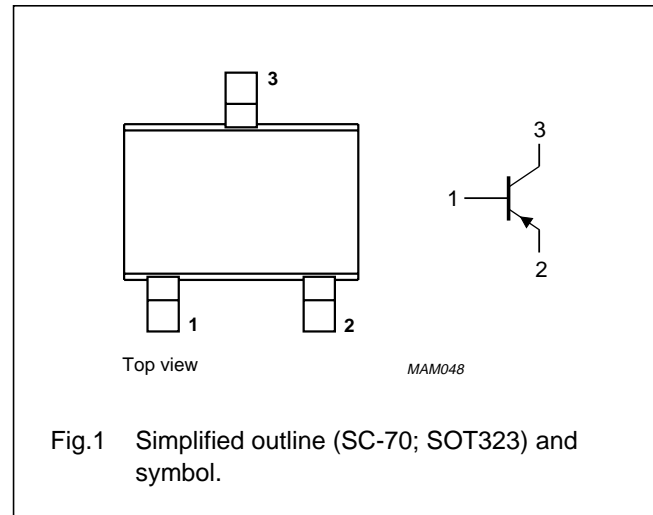 3
3
1
1
2
2
Top view
MAM048
Fig.1 Simplified outline (SC-70; SOT323) and
symbol.